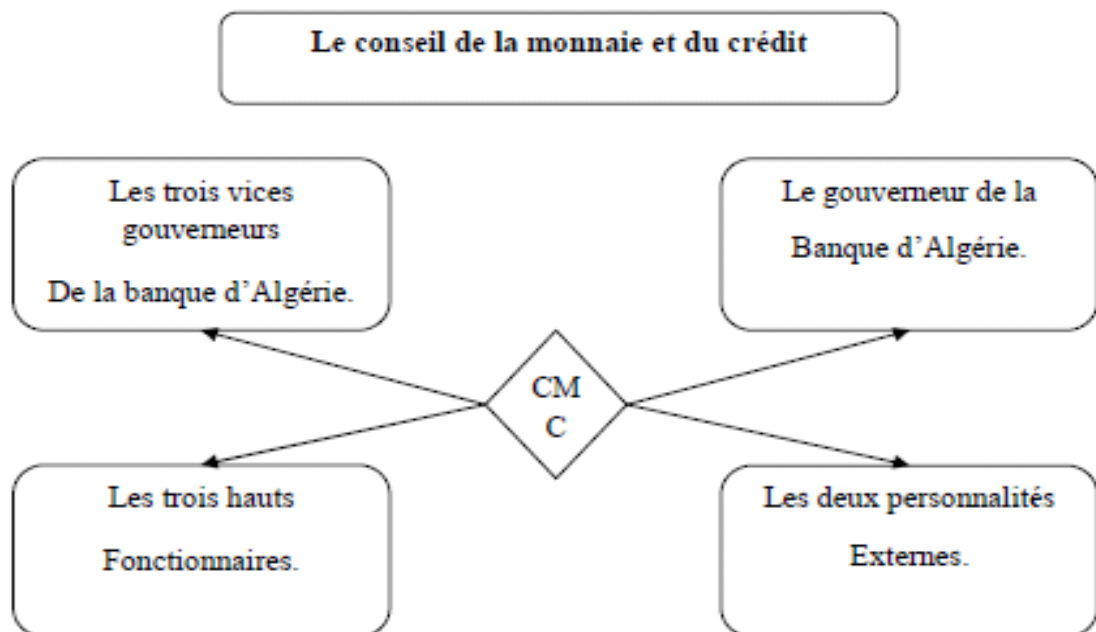 Le conseil de la monnaie et du crédit
Les trois vices
gouverneurs
De la banque d’Algérie.
Le gouverneur de la
Banque d’Algérie.
CM
C
Les trois hauts
Fonctionnaires.
Les deux personnalités
Externes.